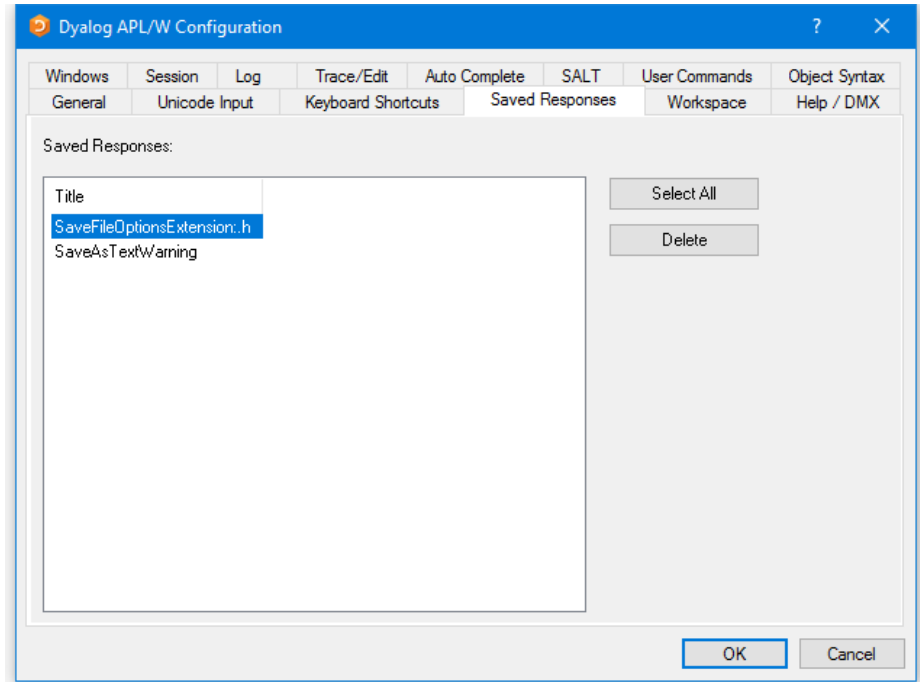 Dyalog APL/W Configuration ?
Windows Session Log Trace/Edit Auto Complete SALT User Commands Object Syntax
General Unicode Input Keyboard Shortcuts Saved Responses Workspace Help / DMX
Saved Responses:
Title Select All
SaveFileOptionsExtension:.h
SaveAsTextWarning Delete
OK Cancel